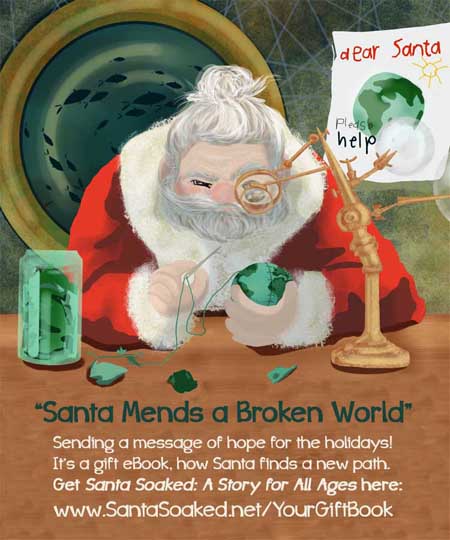 dear Santa
Please
help
“Santa Mends a Broken World”
Sending a message of hope for the holidays!
It's a gift eBook, how Santa finds a new path.
Get Santa Soaked: A Story for All Ages here:
www.SantaSoaked.net/YourGiftBook